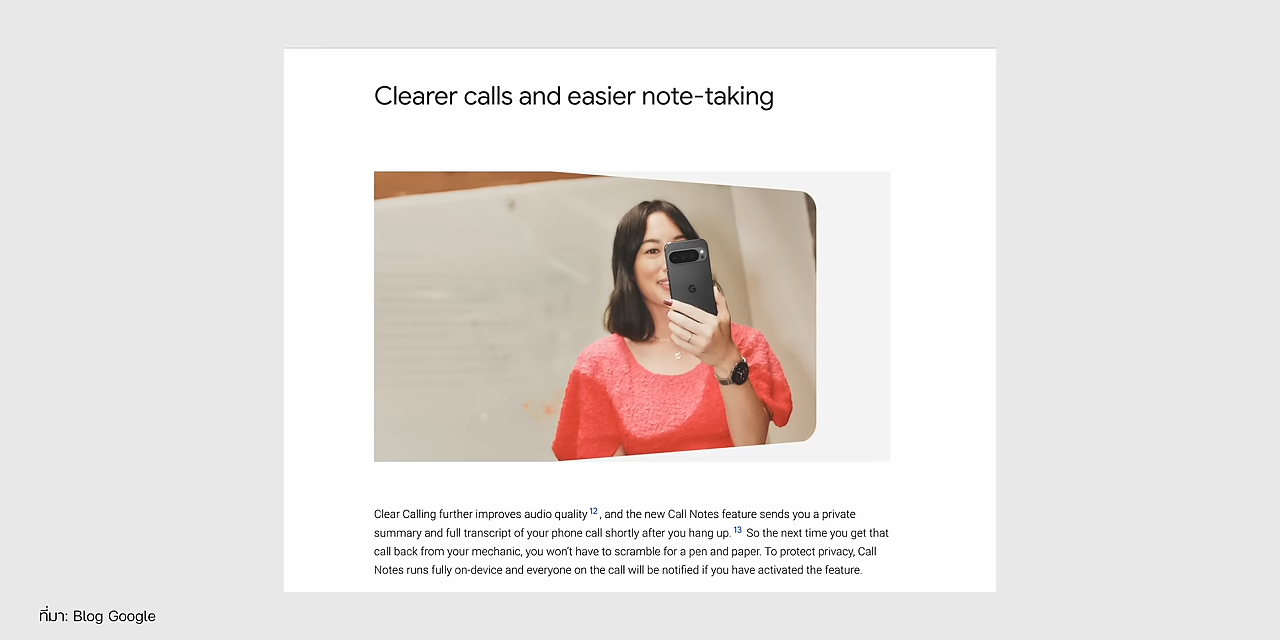 Clearer calls and easier note-taking
G
Clear Calling further improves audio quality 12, and the new Call Notes feature sends you a private
summary and full transcript of your phone call shortly after you hang up. 13 So the next time you get that
call back from your mechanic, you won't have to scramble for a pen and paper. To protect privacy, Call
Notes runs fully on-device and everyone on the call will be notified if you have activated the feature.
ที่มา: Blog Google